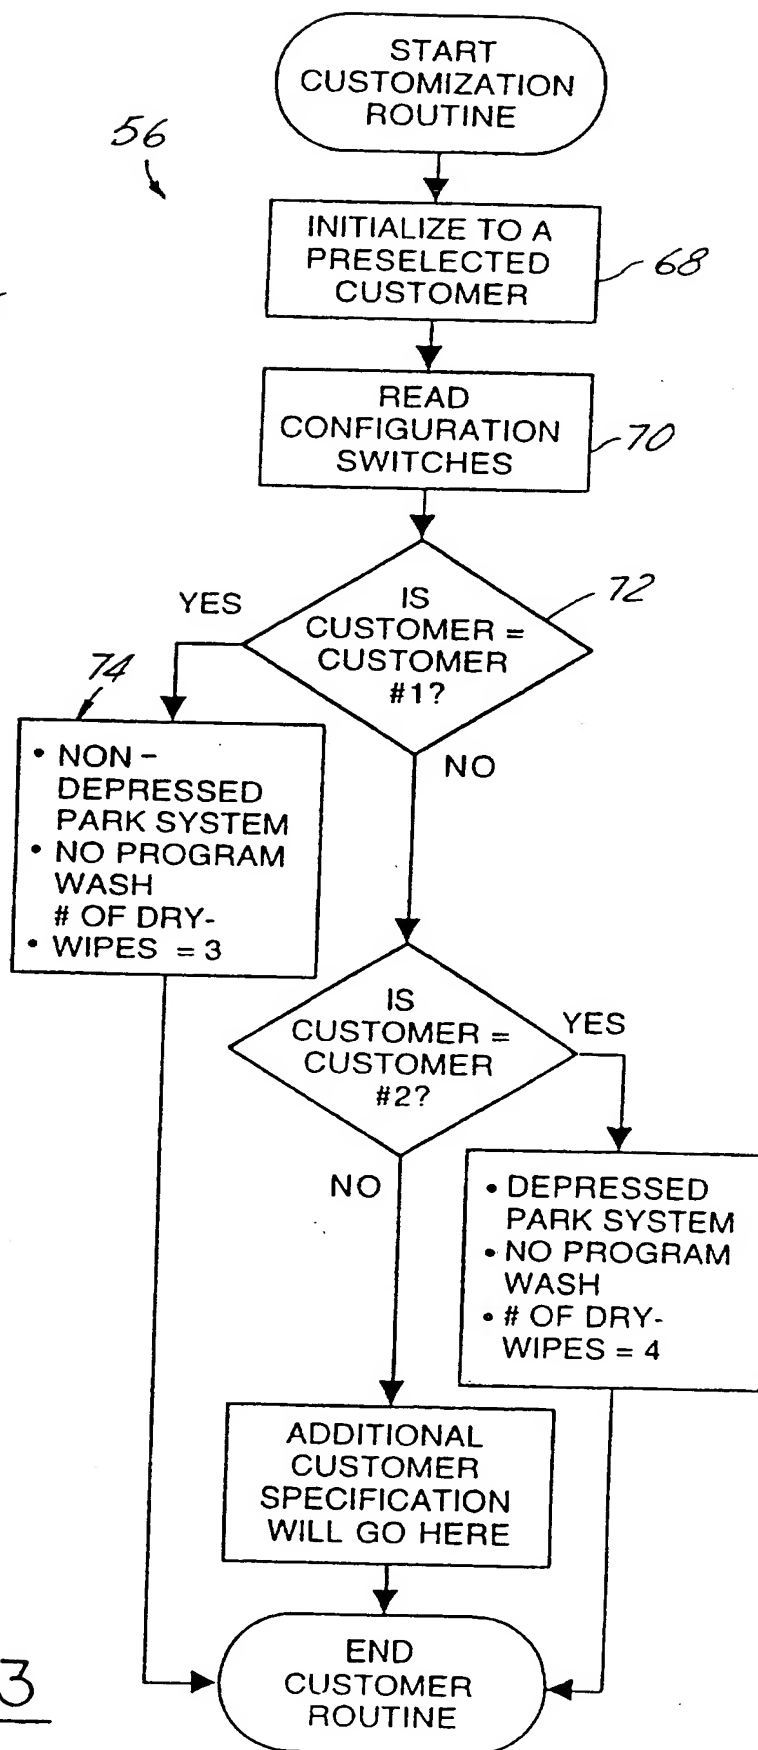 START
CUSTOMIZATION
ROUTINE
56
INITIALIZE TO A
PRESELECTED
CUSTOMER
68
READ
CONFIGURATION
SWITCHES
70
IS
CUSTOMER =
CUSTOMER
#1?
72
YES
NO
74
• NON-
DEPRESSED
PARK SYSTEM
• NO PROGRAM
WASH
# OF DRY-
• WIPES = 3
IS
CUSTOMER =
CUSTOMER
#2?
YES
NO
• DEPRESSED
PARK SYSTEM
• NO PROGRAM
WASH
• # OF DRY-
WIPES = 4
ADDITIONAL
CUSTOMER
SPECIFICATION
WILL GO HERE
END
CUSTOMER
ROUTINE
3